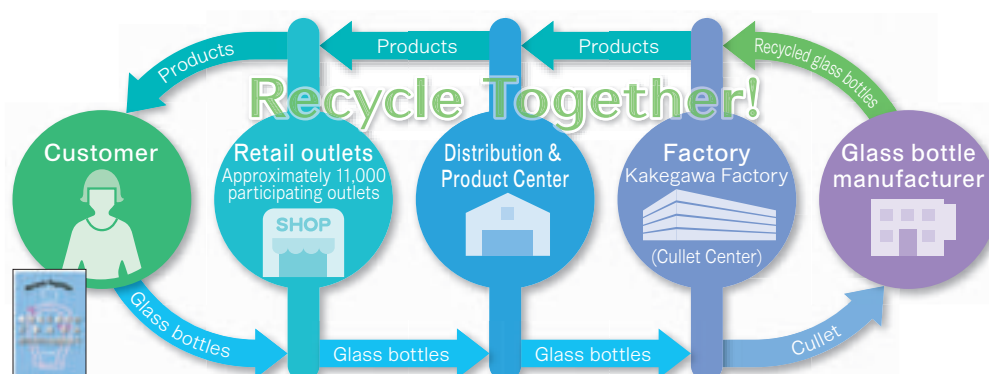 Products
Products
Products
Recycled glass bottles
Recycle Together!
Customer
Retail outlets
Approximately 11,000
participating outlets
SHOP
Distribution &
Product Center
Factory
Kakegawa Factory
(Cullet Center)
Glass bottle
manufacturer
Glass bottles
Glass bottles
Glass bottles
Cullet